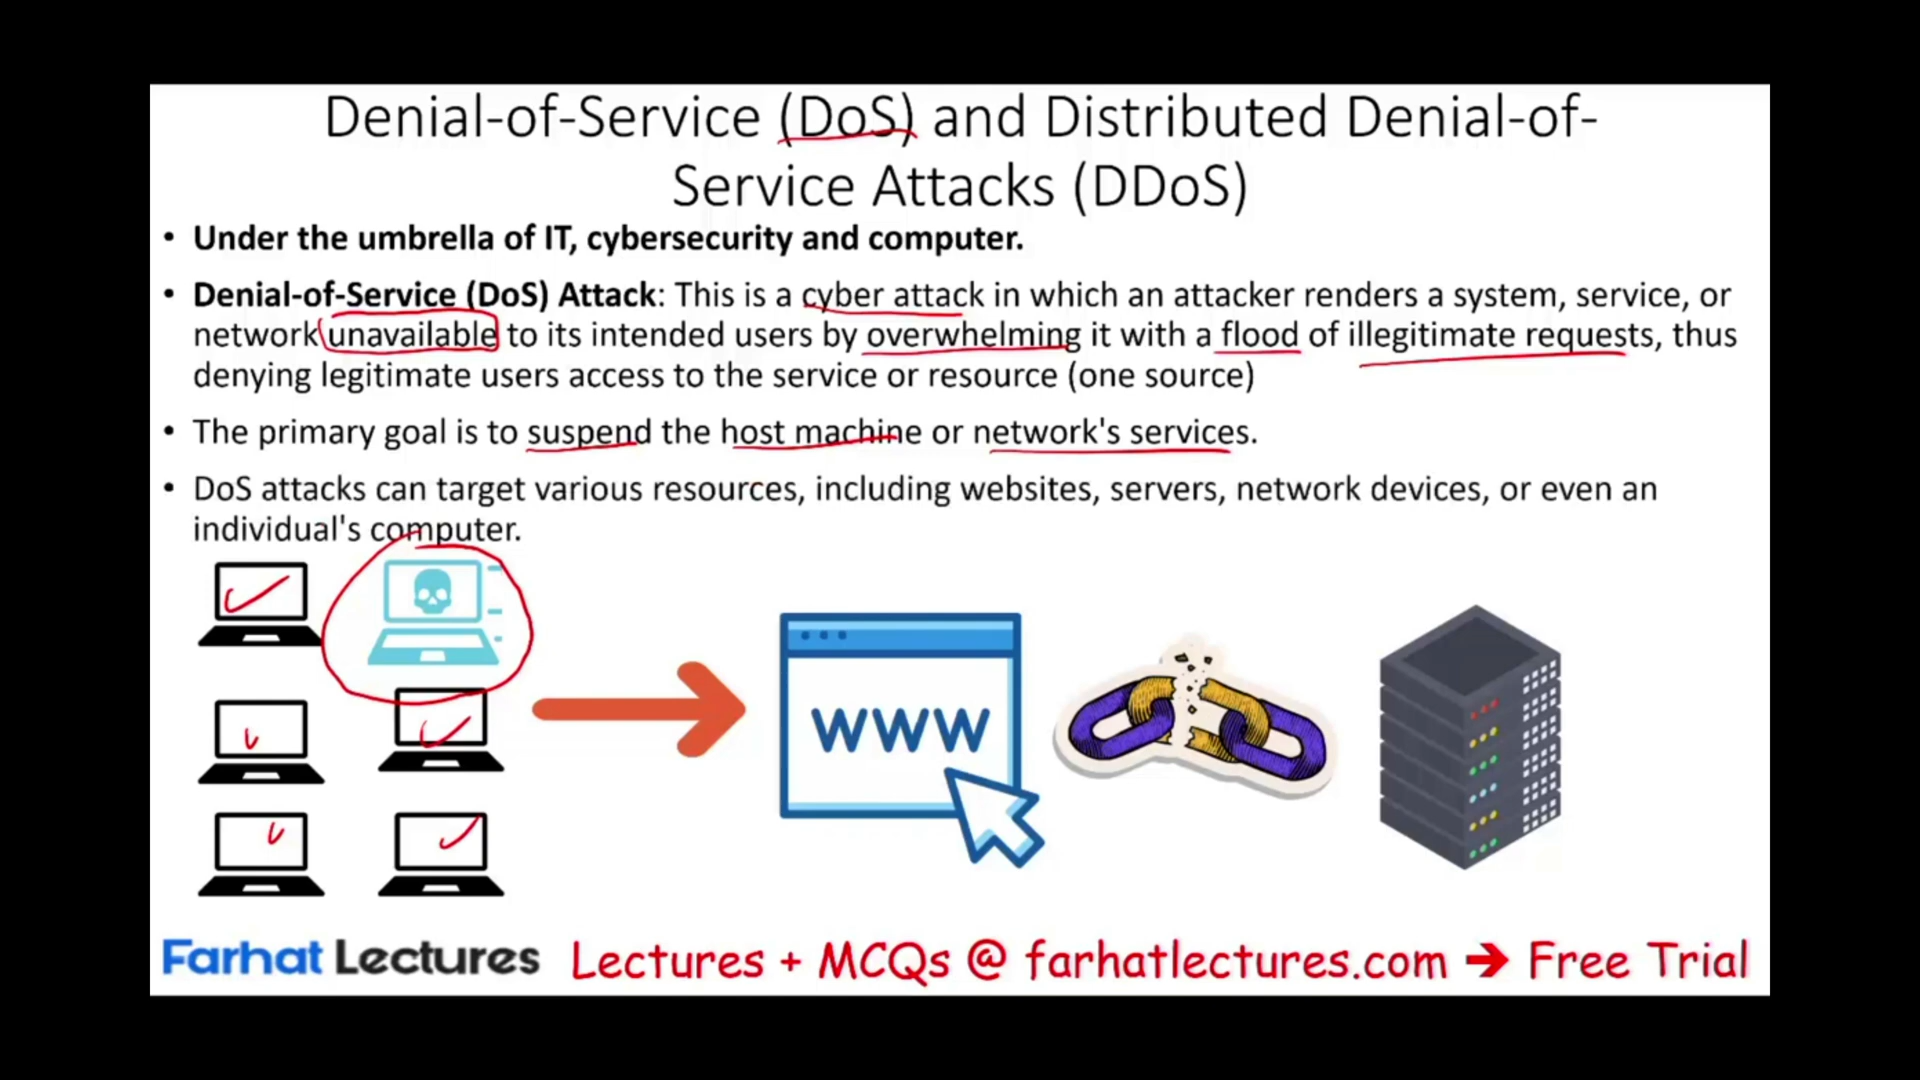 Denial-of-Service (DoS) and Distributed Denial-of-
Service Attacks (DDoS)
• Under the umbrella of IT, cybersecurity and computer.
• Denial-of-Service (DoS) Attack: This is a cyber attack in which an attacker renders a system, service, or
network unavailable to its intended users by overwhelming it with a flood of illegitimate requests, thus
denying legitimate users access to the service or resource (one source)
• The primary goal is to suspend the host machine or network's services.
• DoS attacks can target various resources, including websites, servers, network devices, or even an
individual's computer.
WWW
Farhat Lectures Lectures + MCQs @ farhatlectures.com ➔ Free Trial